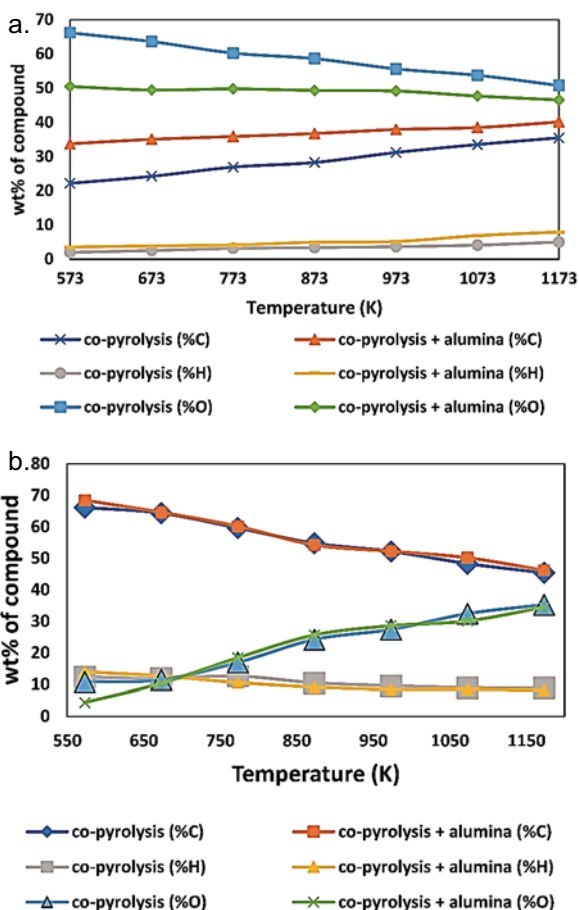 a.
70
60
50
40
30
20
10
0
wt% of compound
573 673 773 873 973 1073 1173
Temperature (K)
co-pyrolysis (%C) co-pyrolysis + alumina (%C)
co-pyrolysis (%H) co-pyrolysis + alumina (%H)
co-pyrolysis (%O) co-pyrolysis + alumina (%O)
b.
80
70
60
50
40
30
20
10
0
wt% of compound
550 650 750 850 950 1050 1150
Temperature (K)
co-pyrolysis (%C) co-pyrolysis + alumina (%C)
co-pyrolysis (%H) co-pyrolysis + alumina (%H)
co-pyrolysis (%O) co-pyrolysis + alumina (%O)